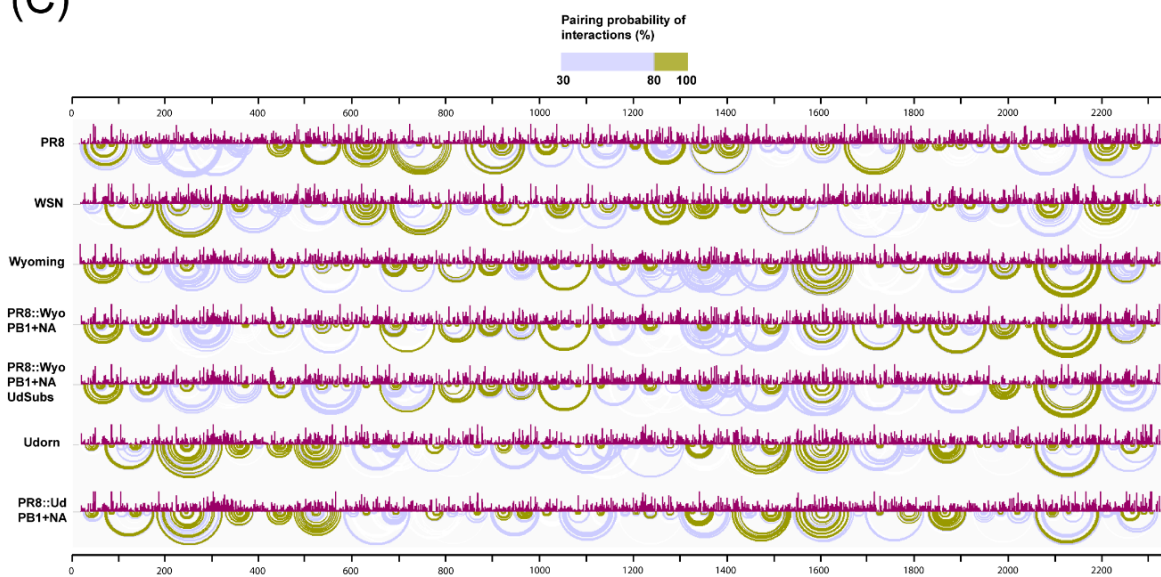 (C)
Pairing probability of
interactions (%)
30 80 100
0 200 400 600 800 1000 1200 1400 1600 1800 2000 2200
PR8
WSN
Wyoming
PR8::Wyo
PB1+NA
PR8::Wyo
PB1+NA
UdSubs
Udorn
PR8::Ud
PB1+NA
0 200 400 600 800 1000 1200 1400 1600 1800 2000 2200